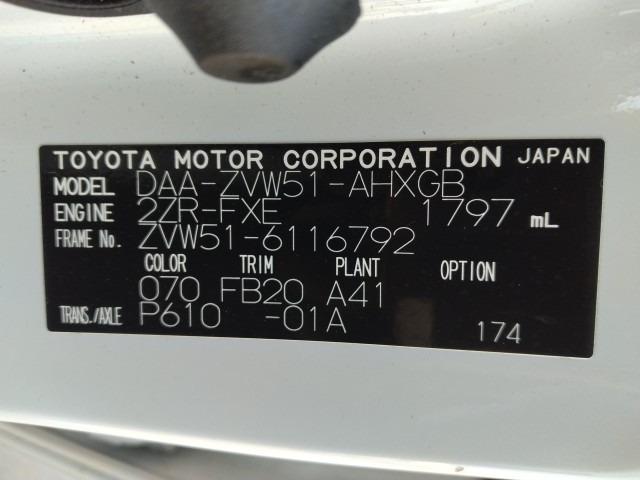 TOYOTA MOTOR CORPORATION JAPAN
MODEL DAA-ZVW51-AHXGB
ENGINE 2ZR-FXE 1797 mL
FRAME No. ZVW51-6116792
COLOR TRIM PLANT OPTION
070 FB20 A41
TRANS./AXLE P610 -01A 174